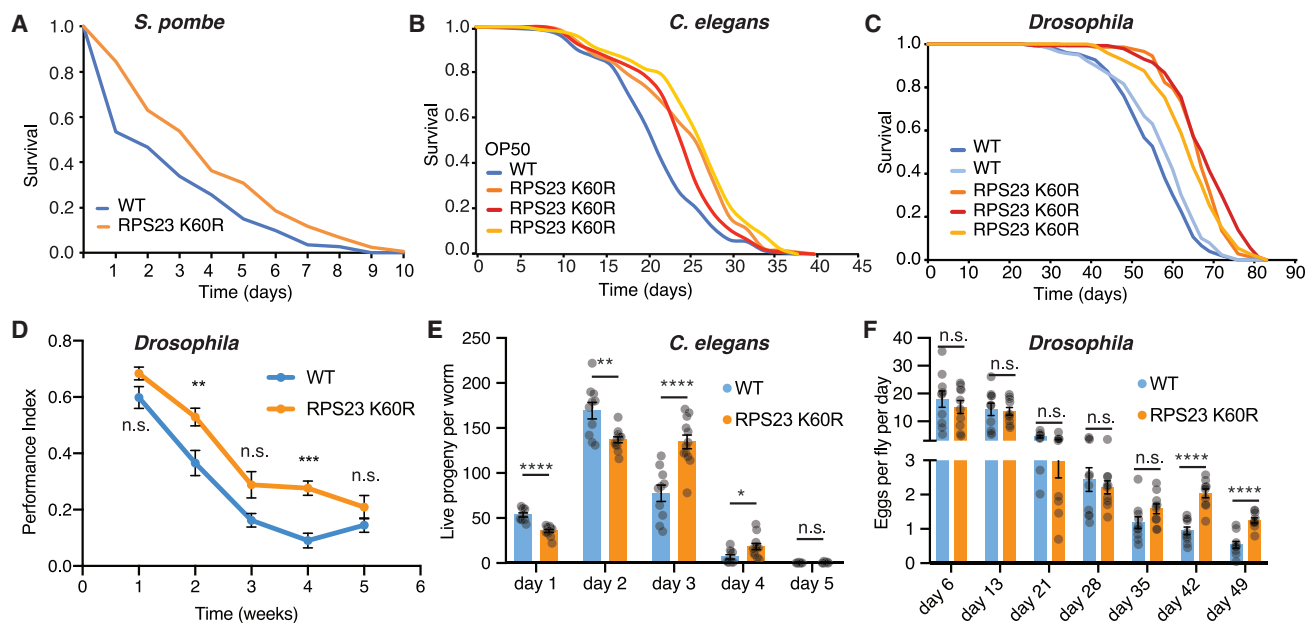 A
S. pombe
1.0
0.8
0.6
0.4
0.2
0.0
Survival
WT
RPS23 K60R
1 2 3 4 5 6 7 8 9 10
Time (days)
B
C. elegans
1.0
0.8
0.6
0.4
0.2
0.0
Survival
OP50
WT
RPS23 K60R
RPS23 K60R
RPS23 K60R
0 5 10 15 20 25 30 35 40 45
Time (days)
C
Drosophila
1.0
0.8
0.6
0.4
0.2
0.0
Survival
WT
WT
RPS23 K60R
RPS23 K60R
RPS23 K60R
0 10 20 30 40 50 60 70 80 90
Time (days)
D
Drosophila
0.8
0.6
0.4
0.2
0.0
Performance Index
WT
RPS23 K60R
n.s.
**
n.s.
***
n.s.
0 1 2 3 4 5 6
Time (weeks)
E
C. elegans
250
200
150
100
50
0
Live progeny per worm
WT
RPS23 K60R
****
**
****
*
n.s.
day 1 day 2 day 3 day 4 day 5
F
Drosophila
40
30
20
10
3
2
1
0
Eggs per fly per day
WT
RPS23 K60R
n.s.
n.s.
n.s.
n.s.
n.s.
****
****
day 6
day 13
day 21
day 28
day 35
day 42
day 49